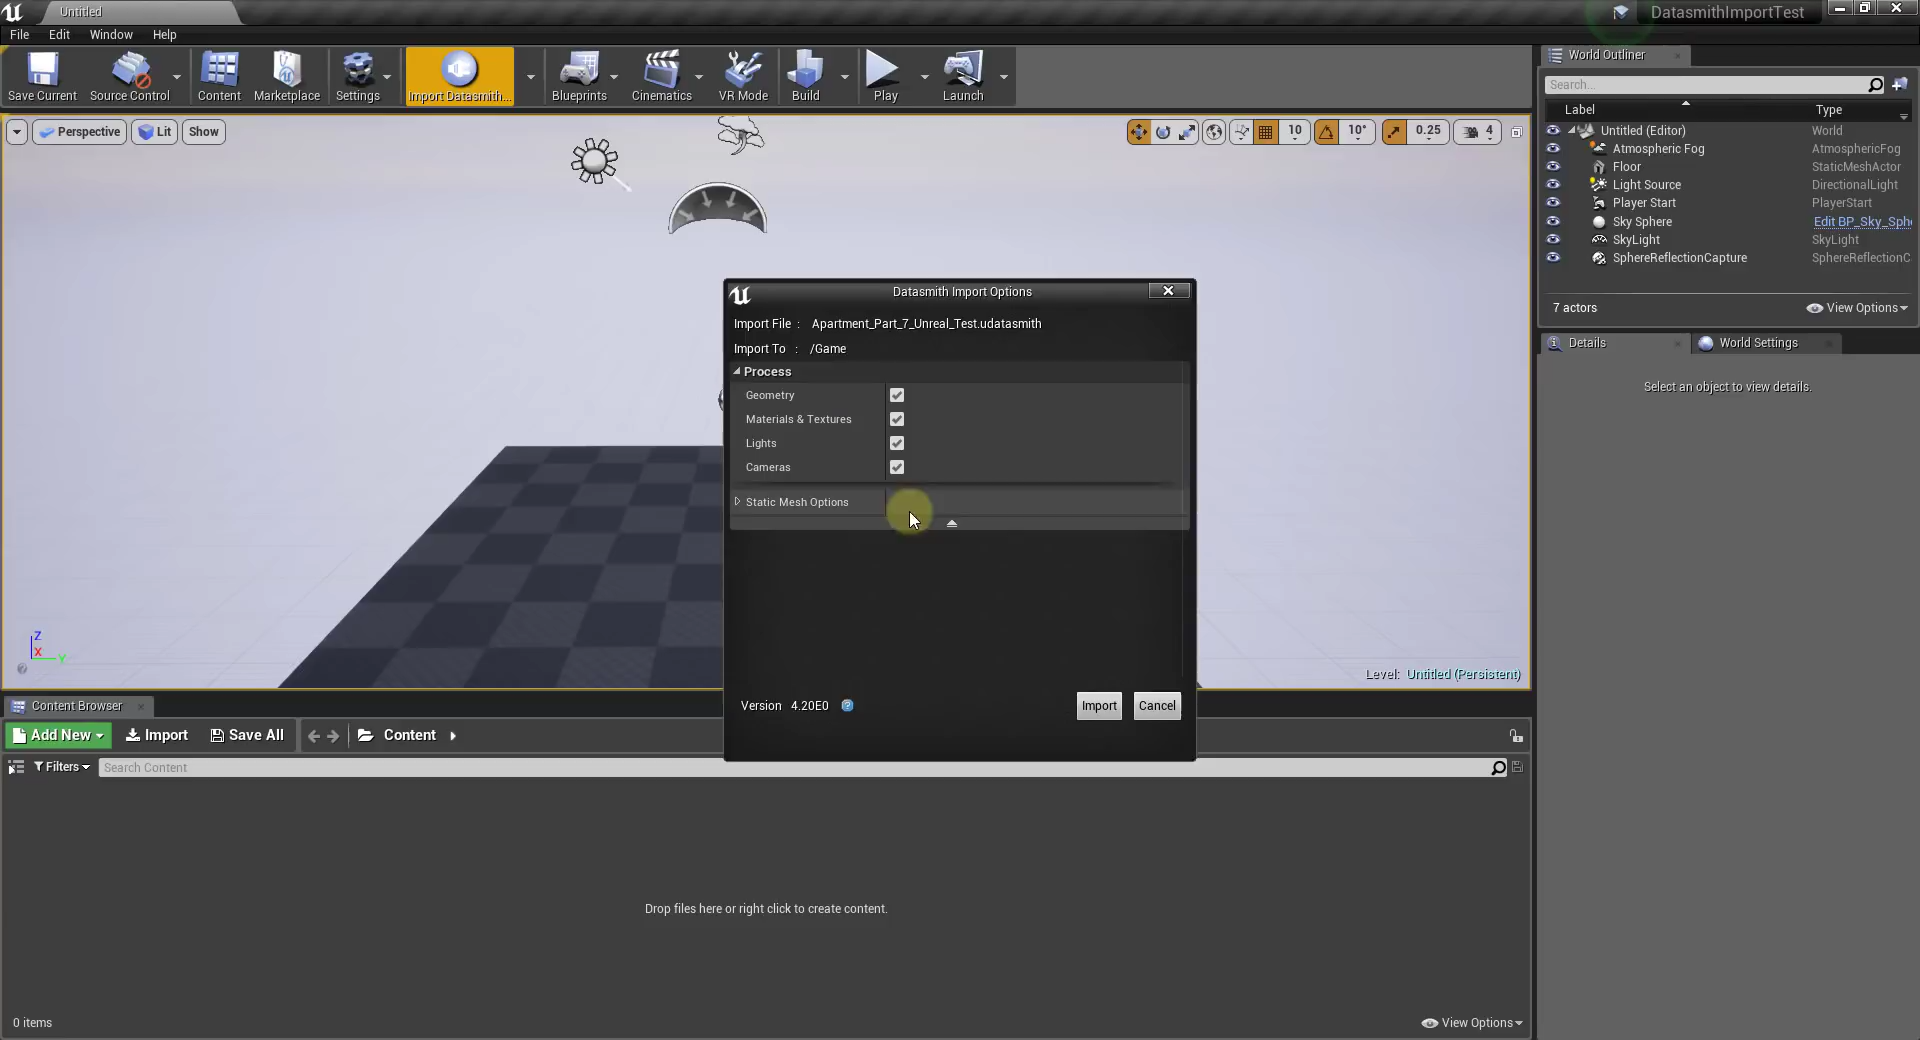 Untitled
DatasmithImportTest
File Edit Window Help
Save Current Source Control Content Marketplace Settings Import Datasmith... Blueprints Cinematics VR Mode Build Play Launch
World Outliner
Search...
Label Type
Perspective Lit Show
10 10° 0.25 4
Untitled (Editor) World
Atmospheric Fog AtmosphericFog
Floor StaticMeshActor
Light Source DirectionalLight
Player Start PlayerStart
Sky Sphere Edit BP_Sky_Sph
SkyLight SkyLight
SphereReflectionCapture SphereReflectionC
7 actors View Options
Details World Settings
Select an object to view details.
Datasmith Import Options
Import File : Apartment_Part_7_Unreal_Test.udatasmith
Import To : /Game
Process
Geometry
Materials & Textures
Lights
Cameras
Static Mesh Options
Version 4.20E0
Import Cancel
Z
X
Y
Level: Untitled (Persistent)
Content Browser
Add New Import Save All Content
Filters Search Content
Drop files here or right click to create content.
0 items View Options